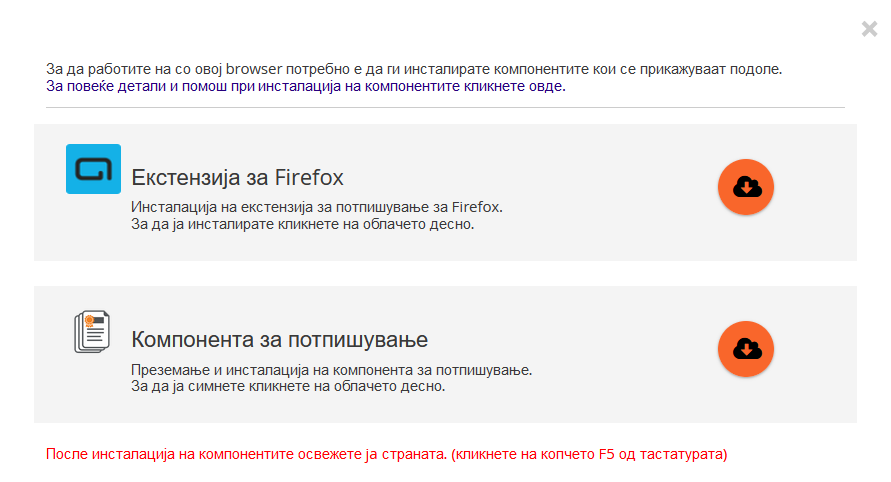 За да работите на со овој browser потребно е да ги инсталирате компонентите кои се прикажуваат подоле.
За повеќе детали и помош при инсталација на компонентите кликнете овде.
Екстензија за Firefox
Инсталација на екстензија за потпишување за Firefox.
За да ја инсталирате кликнете на облачето десно.
Компонента за потпишување
Преземање и инсталација на компонента за потпишување.
За да ја симнете кликнете на облачето десно.
После инсталација на компонентите освежете ја страната. (кликнете на копчето F5 од тастатурата)